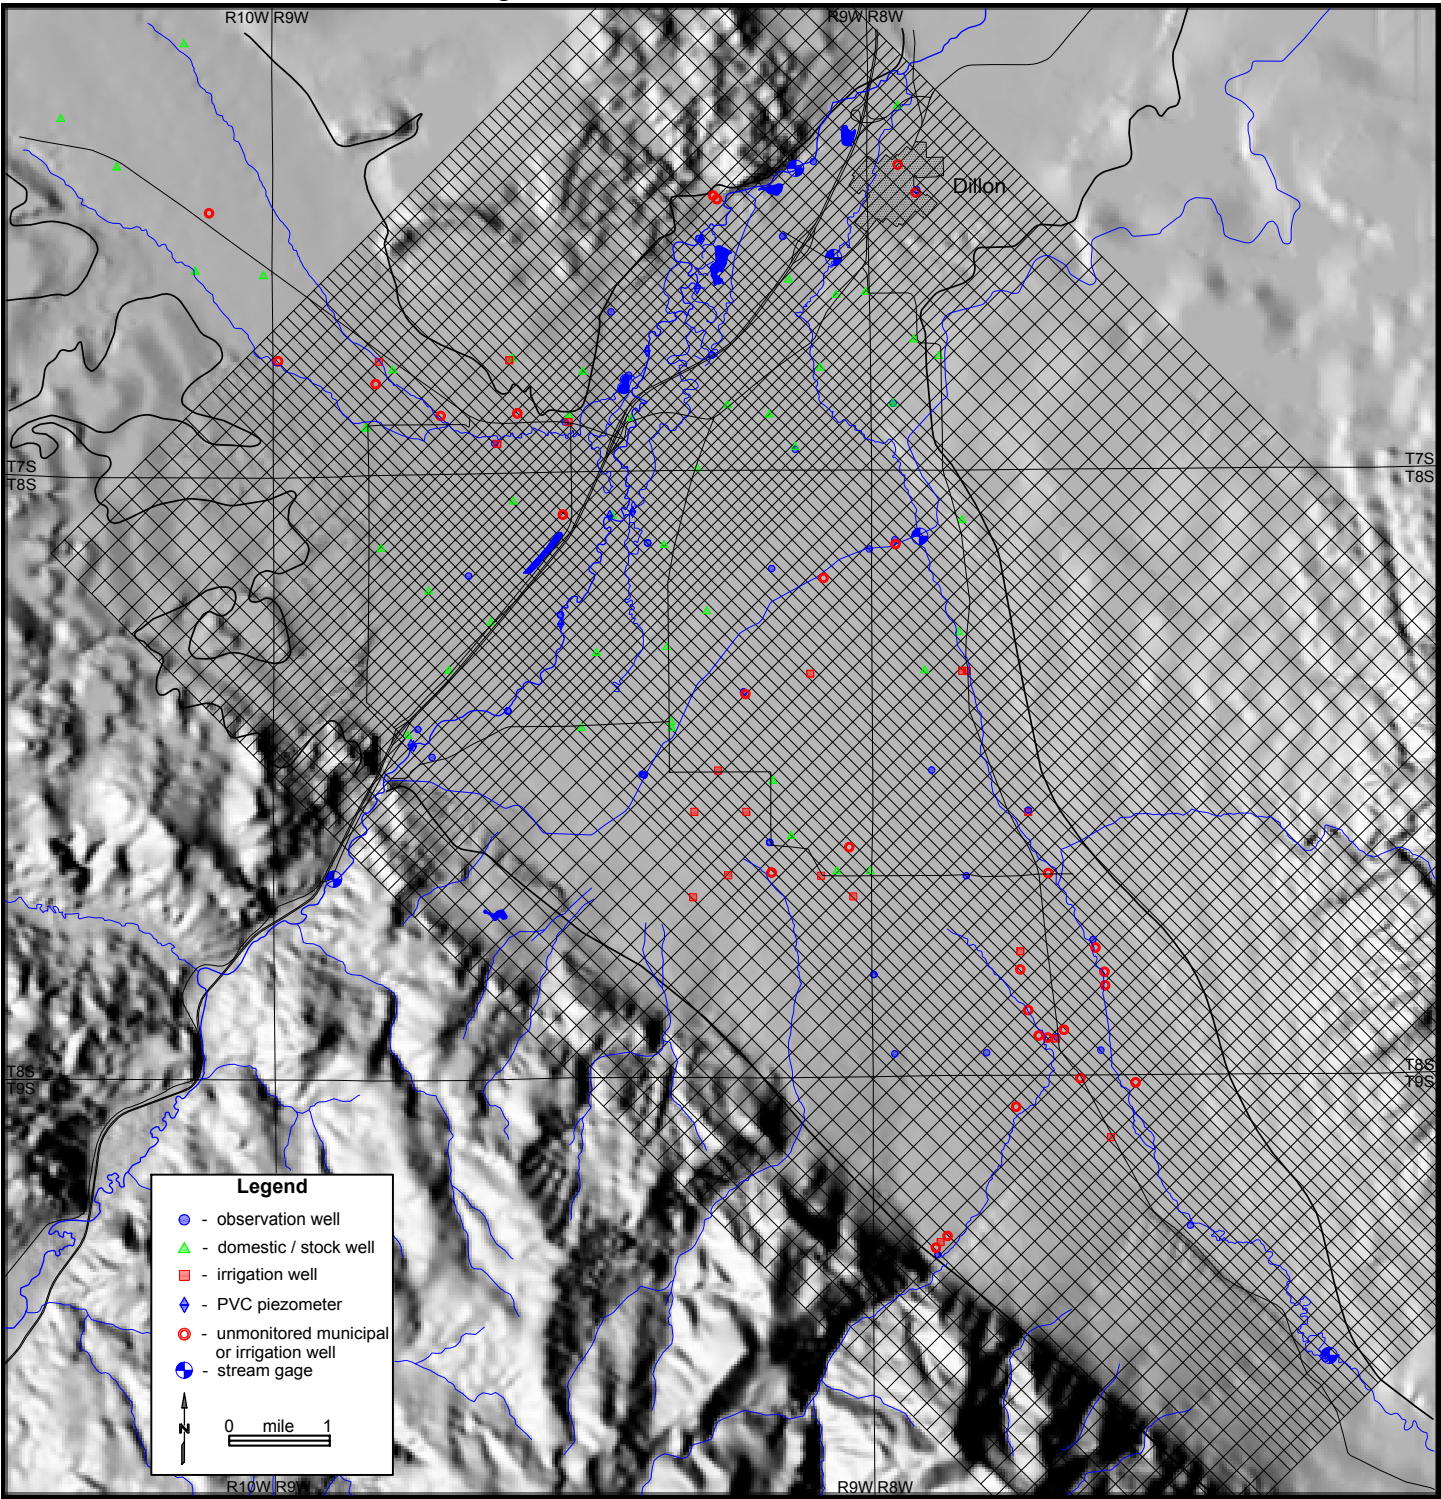 R10W R9W
R9W R8W
Dillon
T7S
T8S
T7S
T8S
T8S
T9S
T8S
T9S
Legend
- observation well
- domestic / stock well
- irrigation well
- PVC piezometer
- unmonitored municipal
or irrigation well
- stream gage
N
0 mile 1
R10W R9W
R9W R8W